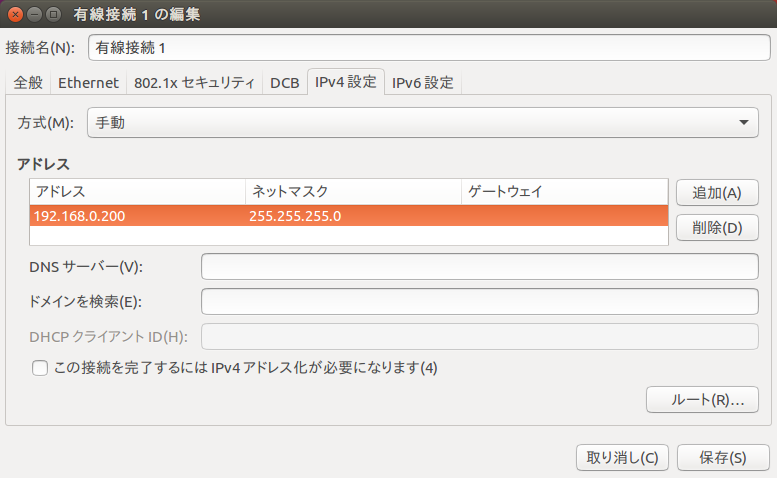 有線接続 1 の編集
接続名(N): 有線接続 1
全般 Ethernet 802.1x セキュリティ DCB IPv4 設定 IPv6 設定
方式(M): 手動
アドレス
アドレス ネットマスク ゲートウェイ 追加(A)
192.168.0.200 255.255.255.0 削除(D)
DNS サーバー(V):
ドメインを検索(E):
DHCP クライアント ID(H):
この接続を完了するには IPv4 アドレス化が必要になります(4)
ルート(R)...
取り消し(C) 保存(S)